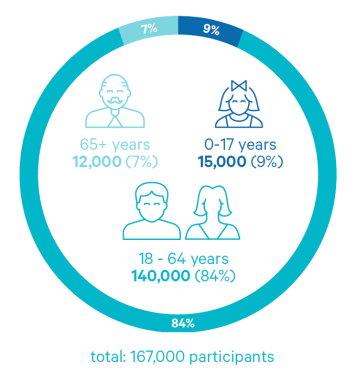 7%
9%
65+ years
12,000 (7%)
0-17 years
15,000 (9%)
18 - 64 years
140,000 (84%)
84%
total: 167,000 participants